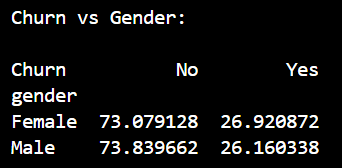 Churn vs Gender:
Churn No Yes
gender
Female 73.079128 26.920872
Male 73.839662 26.160338